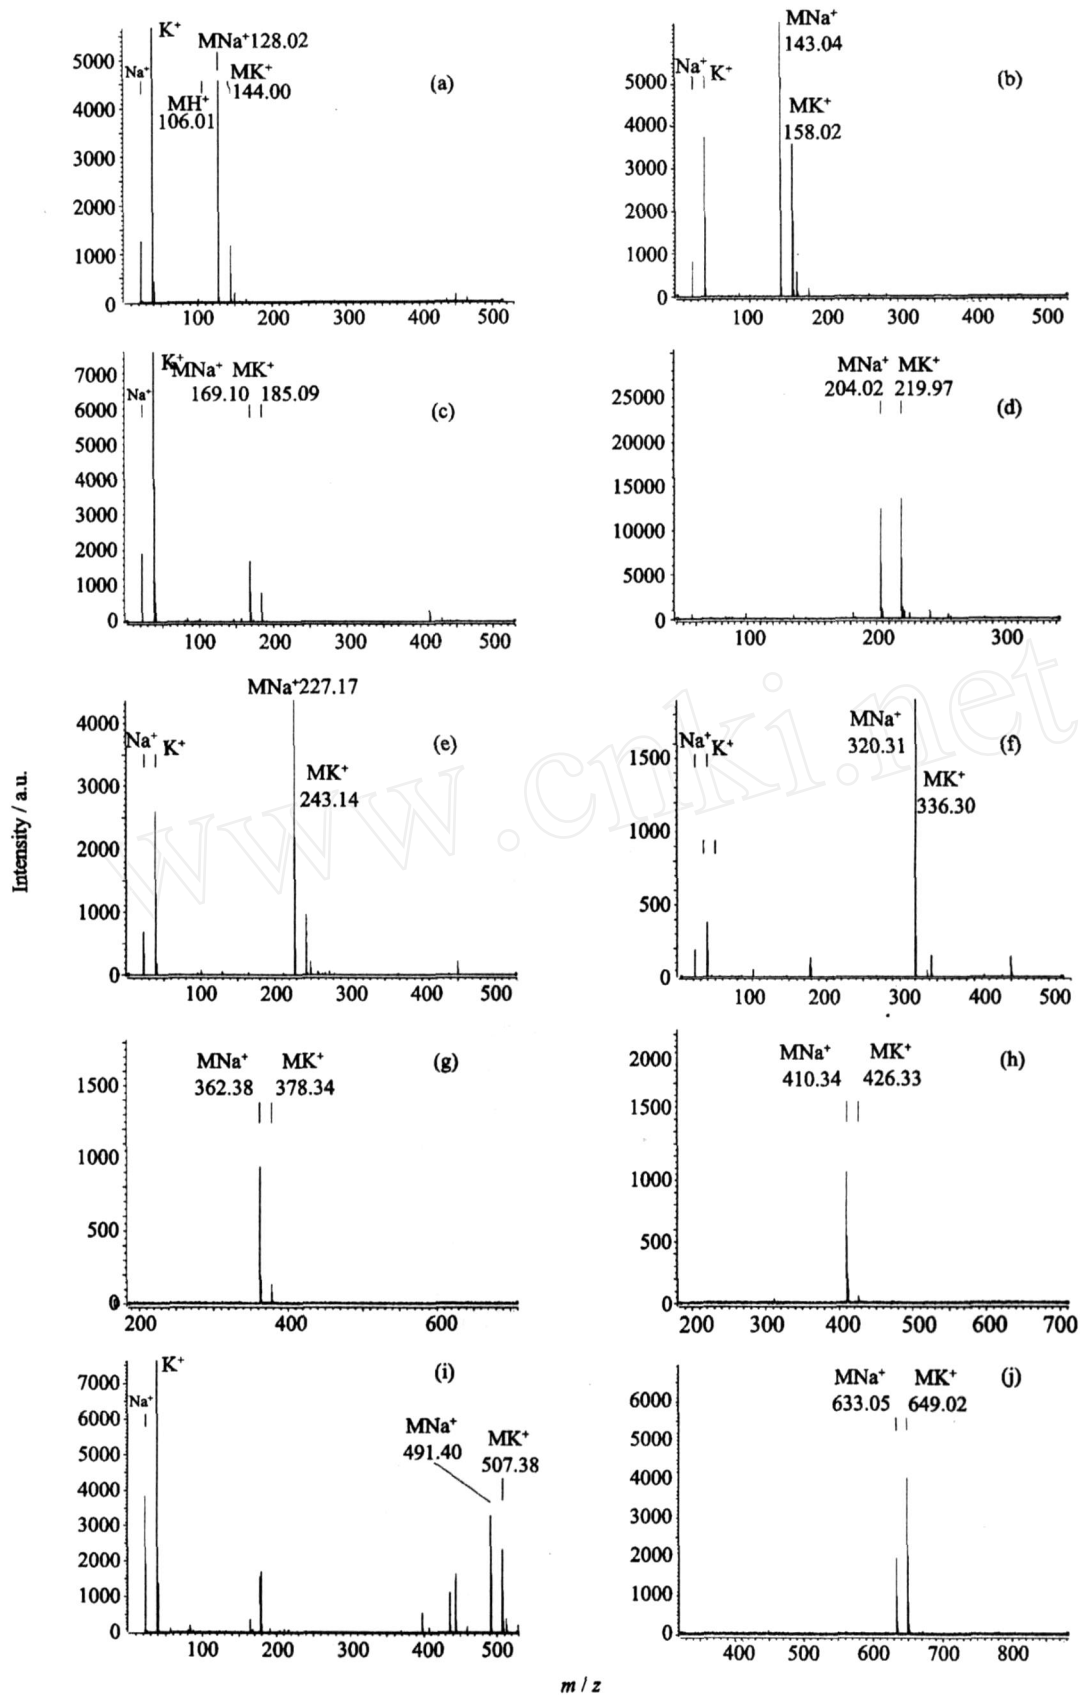 K⁺
MNa⁺128.02
Na⁺
MK⁺
144.00
MH⁺
106.01
(a)
5000
4000
3000
2000
1000
0
100 200 300 400 500
MNa⁺
143.04
Na⁺ K⁺
MK⁺
158.02
(b)
5000
4000
3000
2000
1000
0
100 200 300 400 500
K⁺
MNa⁺ MK⁺
169.10 185.09
Na⁺
(c)
7000
6000
5000
4000
3000
2000
1000
0
100 200 300 400 500
MNa⁺ MK⁺
204.02 219.97
(d)
25000
20000
15000
10000
5000
0
100 200 300
MNa⁺227.17
Na⁺ K⁺
MK⁺
243.14
(e)
4000
3000
2000
1000
0
100 200 300 400 500
MNa⁺
320.31
Na⁺ K⁺
MK⁺
336.30
(f)
1500
1000
500
0
100 200 300 400 500
MNa⁺ MK⁺
362.38 378.34
(g)
1500
1000
500
0
200 400 600
MNa⁺ MK⁺
410.34 426.33
(h)
2000
1500
1000
500
0
200 300 400 500 600 700
K⁺
Na⁺
MNa⁺
491.40
MK⁺
507.38
(i)
7000
6000
5000
4000
3000
2000
1000
0
100 200 300 400 500
MNa⁺ MK⁺
633.05 649.02
(j)
6000
5000
4000
3000
2000
1000
0
400 500 600 700 800
Intensity / a.u.
m / z
www.cnki.net